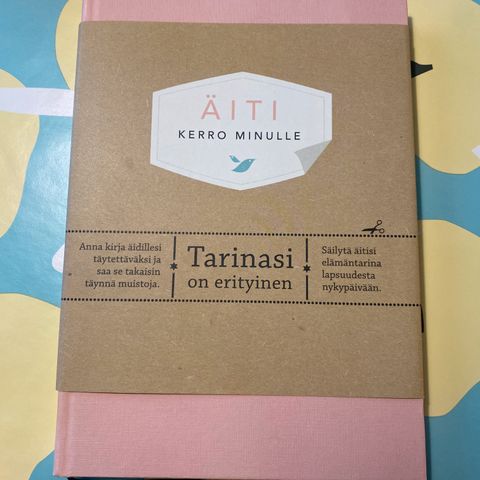 ÄITI
KERRO MINULLE
Anna kirja äidillesi
täytettäväksi ja
saa se takaisin
täynnä muistoja.
Tarinasi
on erityinen
Säilytä äitisi
elämäntarina
lapsuudesta
nykypäivään.